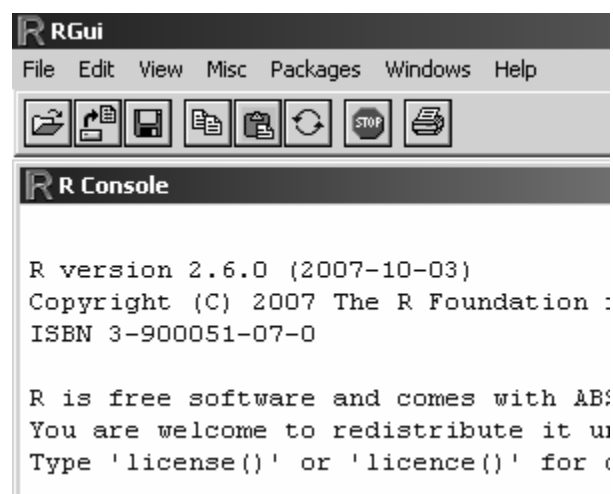 R RGui
File Edit View Misc Packages Windows Help
STOP
R R Console
R version 2.6.0 (2007-10-03)
Copyright (C) 2007 The R Foundation
ISBN 3-900051-07-0
R is free software and comes with ABS
You are welcome to redistribute it
Type 'license()' or 'licence()' for